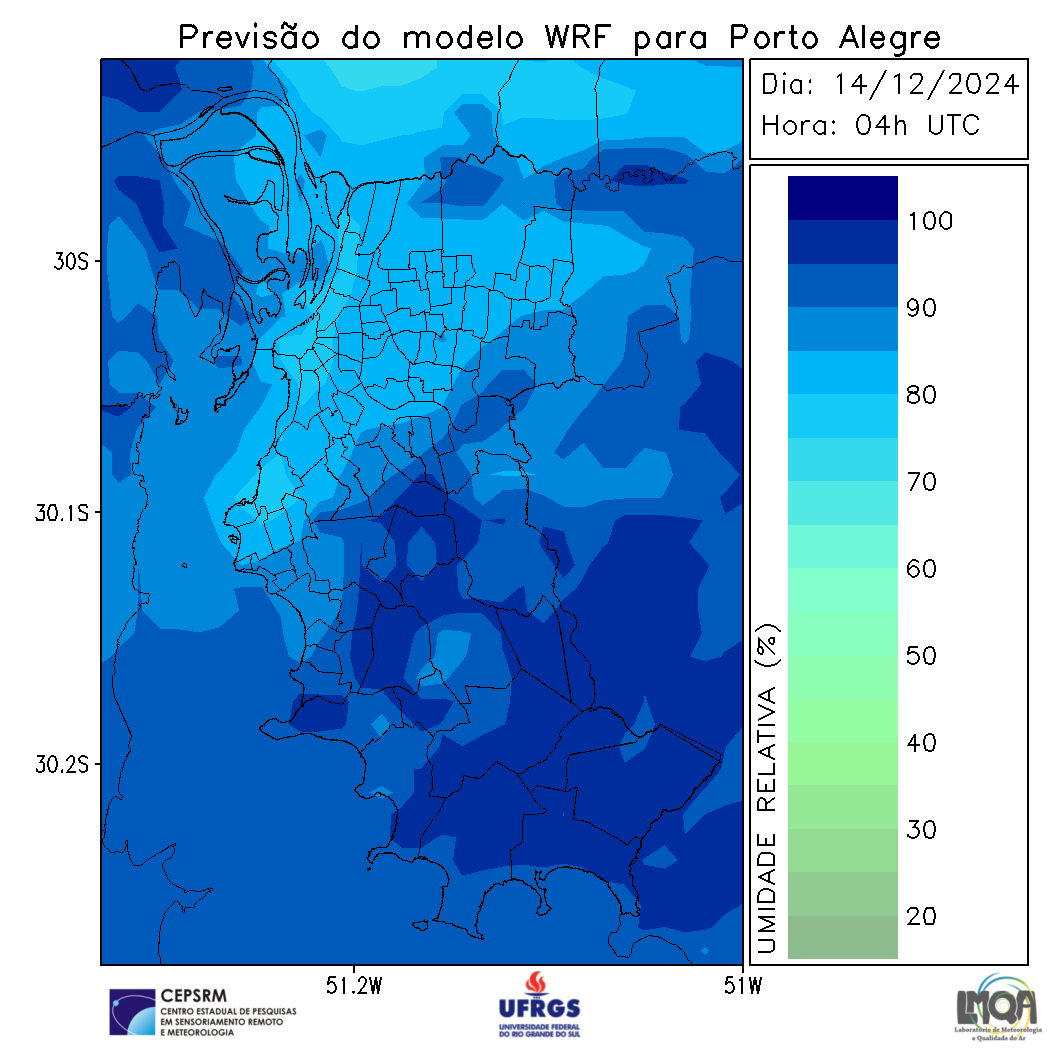 Previsão do modelo WRF para Porto Alegre
Dia: 14/12/2024
Hora: 04h UTC
100
90
80
70
60
50
40
30
20
UMIDADE RELATIVA (%)
30S
30.1S
30.2S
51.2W
51W
CEPSRM
CENTRO ESTADUAL DE PESQUISAS
EM SENSORIAMENTO REMOTO
E METEOROLOGIA
UFRGS
UNIVERSIDADE FEDERAL
DO RIO GRANDE DO SUL
LMQA
Laboratório de Meteorologia
e Qualidade do Ar